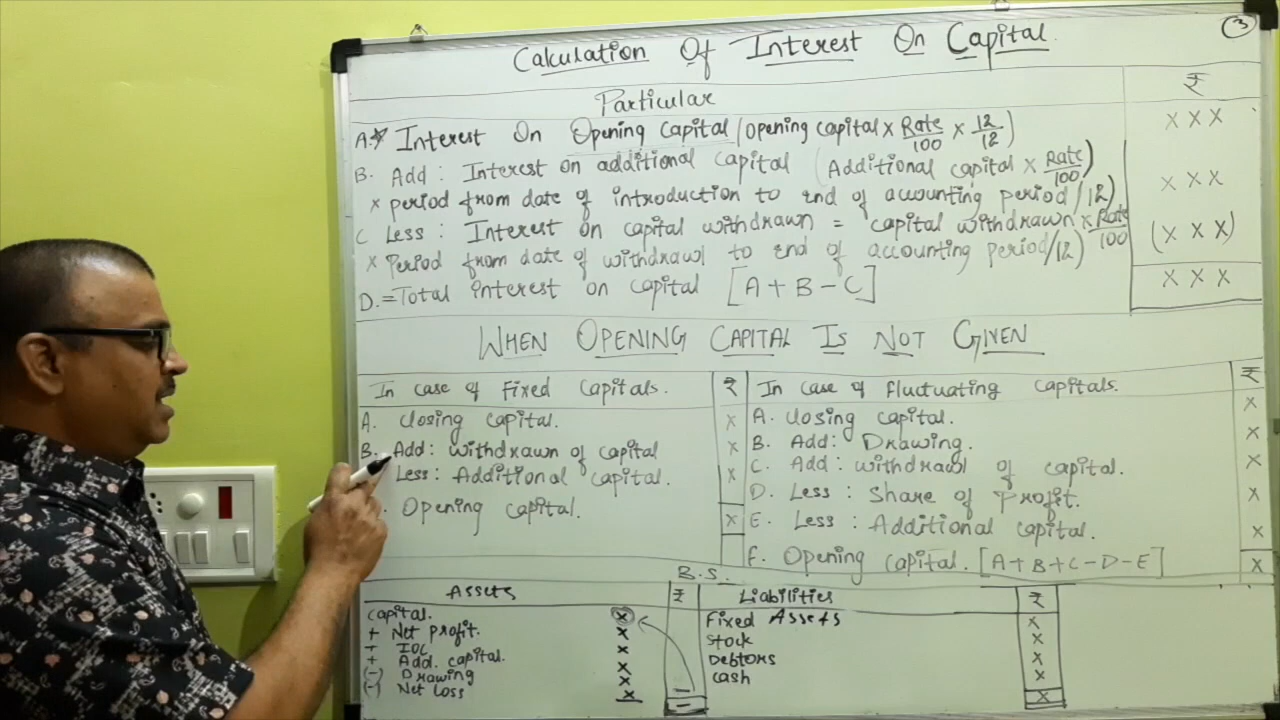 Calculation Of Interest On Capital. 3
Particular ₹
A. Interest On Opening Capital (opening capital × Rate/100 × 12/12) × × ×
B. Add : Interest on additional capital (Additional capital × Rate/100)
× period from date of introduction to end of accounting period/12) × × ×
C Less : Interest on capital withdrawn = capital withdrawn × Rate/100
× Period from date of withdrawl to end of accounting period/12) (× × ×)
D. = Total interest on capital [A + B - C] × × ×
WHEN OPENING CAPITAL IS NOT GIVEN
In case of Fixed Capitals. ₹
A. Closing capital. ×
B. Add : withdrawn of capital ×
Less : Additional capital. ×
Opening capital. ×
In case of fluctuating capitals. ₹
A. Closing capital. ×
B. Add : Drawing. ×
C. Add : withdrawl of capital. ×
D. Less : Share of Profit. ×
E. Less : Additional capital. ×
F. Opening capital. [A + B + C - D - E] ×
B.S.
Assets ₹ Liabilities ₹
capital. × Fixed Assets ×
+ Net profit. × Stock ×
+ IOC × Debtors ×
+ Add. capital. × cash ×
(-) Drawing ×
(-) Net Loss × - ×